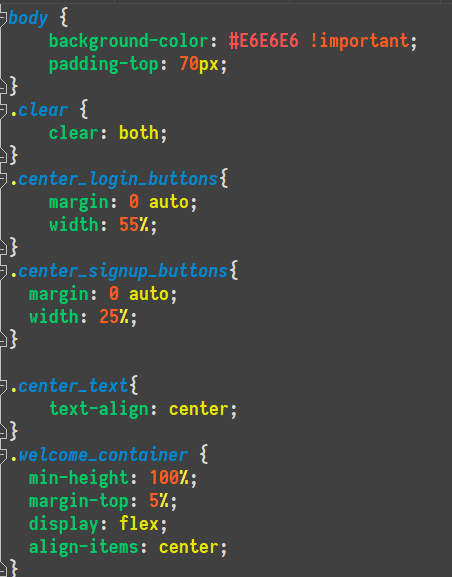 body {
    background-color: #E6E6E6 !important;
    padding-top: 70px;
}
.clear {
    clear: both;
}
.center_login_buttons{
    margin: 0 auto;
    width: 55%;
}
.center_signup_buttons{
  margin: 0 auto;
  width: 25%;
}

.center_text{
    text-align: center;
}
.welcome_container {
  min-height: 100%;
  margin-top: 5%;
  display: flex;
  align-items: center;
}